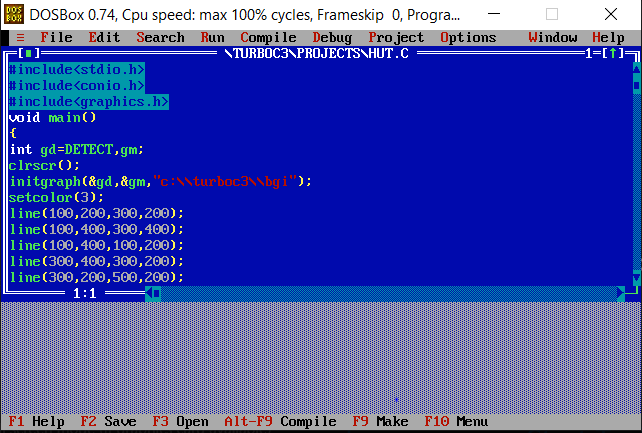 DOS BOX DOSBox 0.74, Cpu speed: max 100% cycles, Frameskip 0, Progra...
≡ File Edit Search Run Compile Debug Project Options Window Help
[■] \TURBOC3\PROJECTS\HUT.C 1=[↑]
#include<stdio.h>
#include<conio.h>
#include<graphics.h>
void main()
{
int gd=DETECT,gm;
clrscr();
initgraph(&gd,&gm,"c:\\turboc3\\bgi");
setcolor(3);
line(100,200,300,200);
line(100,400,300,400);
line(100,400,100,200);
line(300,400,300,200);
line(300,200,500,200);
1:1
F1 Help F2 Save F3 Open Alt-F9 Compile F9 Make F10 Menu